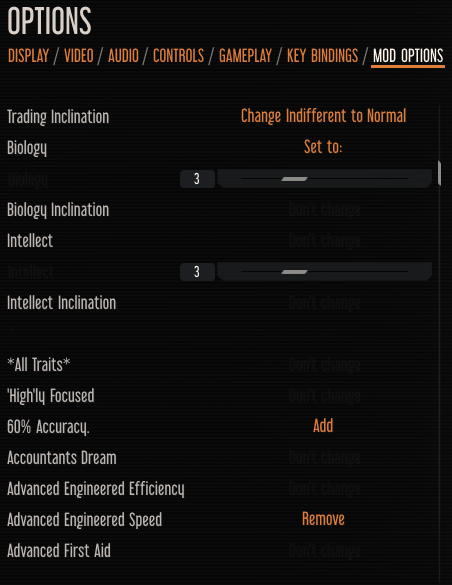 OPTIONS
DISPLAY / VIDEO / AUDIO / CONTROLS / GAMEPLAY / KEY BINDINGS / MOD OPTIONS
Trading Inclination Change Indifferent to Normal
Biology Set to:
Biology 3
Biology Inclination Don't change
Intellect Don't change
Intellect 3
Intellect Inclination Don't change
*All Traits* Don't change
'High'ly Focused Don't change
60% Accuracy. Add
Accountants Dream Don't change
Advanced Engineered Efficiency Don't change
Advanced Engineered Speed Remove
Advanced First Aid Don't change